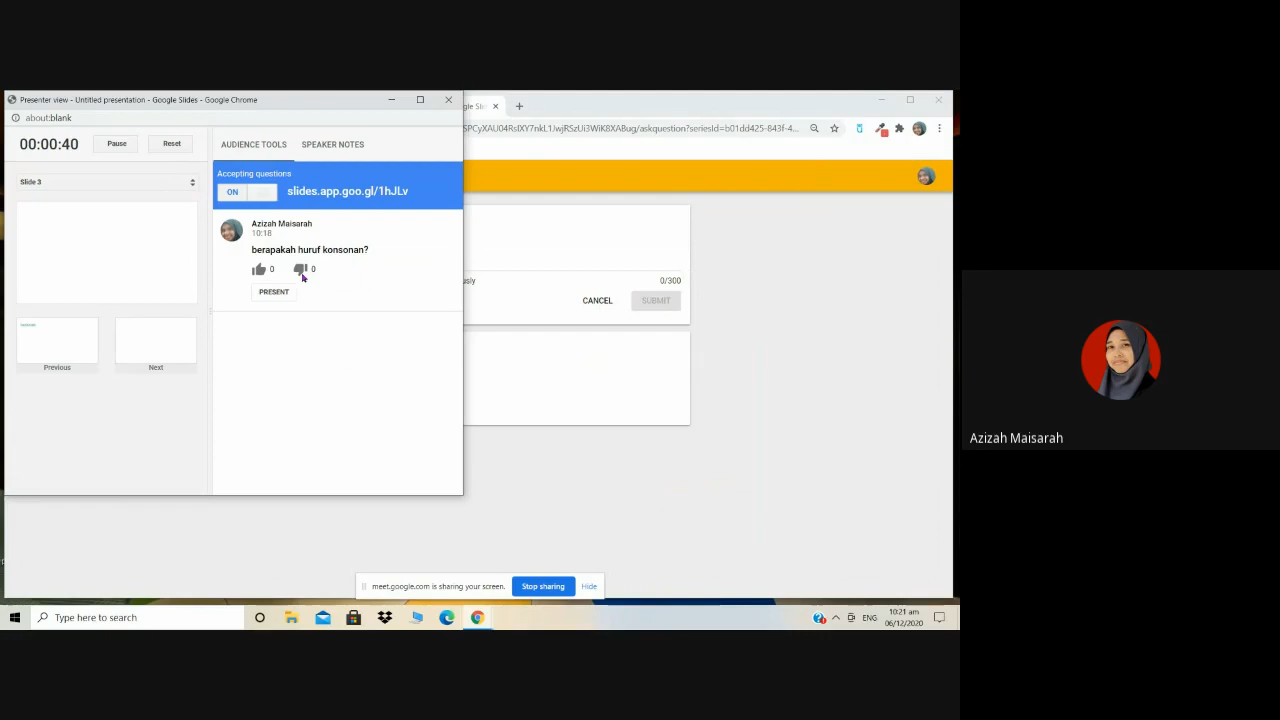 Presenter view - Untitled presentation - Google Slides - Google Chrome
about:blank
00:00:40
Pause
Reset
AUDIENCE TOOLS
SPEAKER NOTES
Slide 3
Accepting questions
ON
slides.app.goo.gl/1hJLv
Azizah Maisarah
10:18
berapakah huruf konsonan?
0
0
PRESENT
Previous
Next
0/300
CANCEL
SUBMIT
meet.google.com is sharing your screen.
Stop sharing
Hide
Type here to search
ENG
10:21 am
06/12/2020
Azizah Maisarah